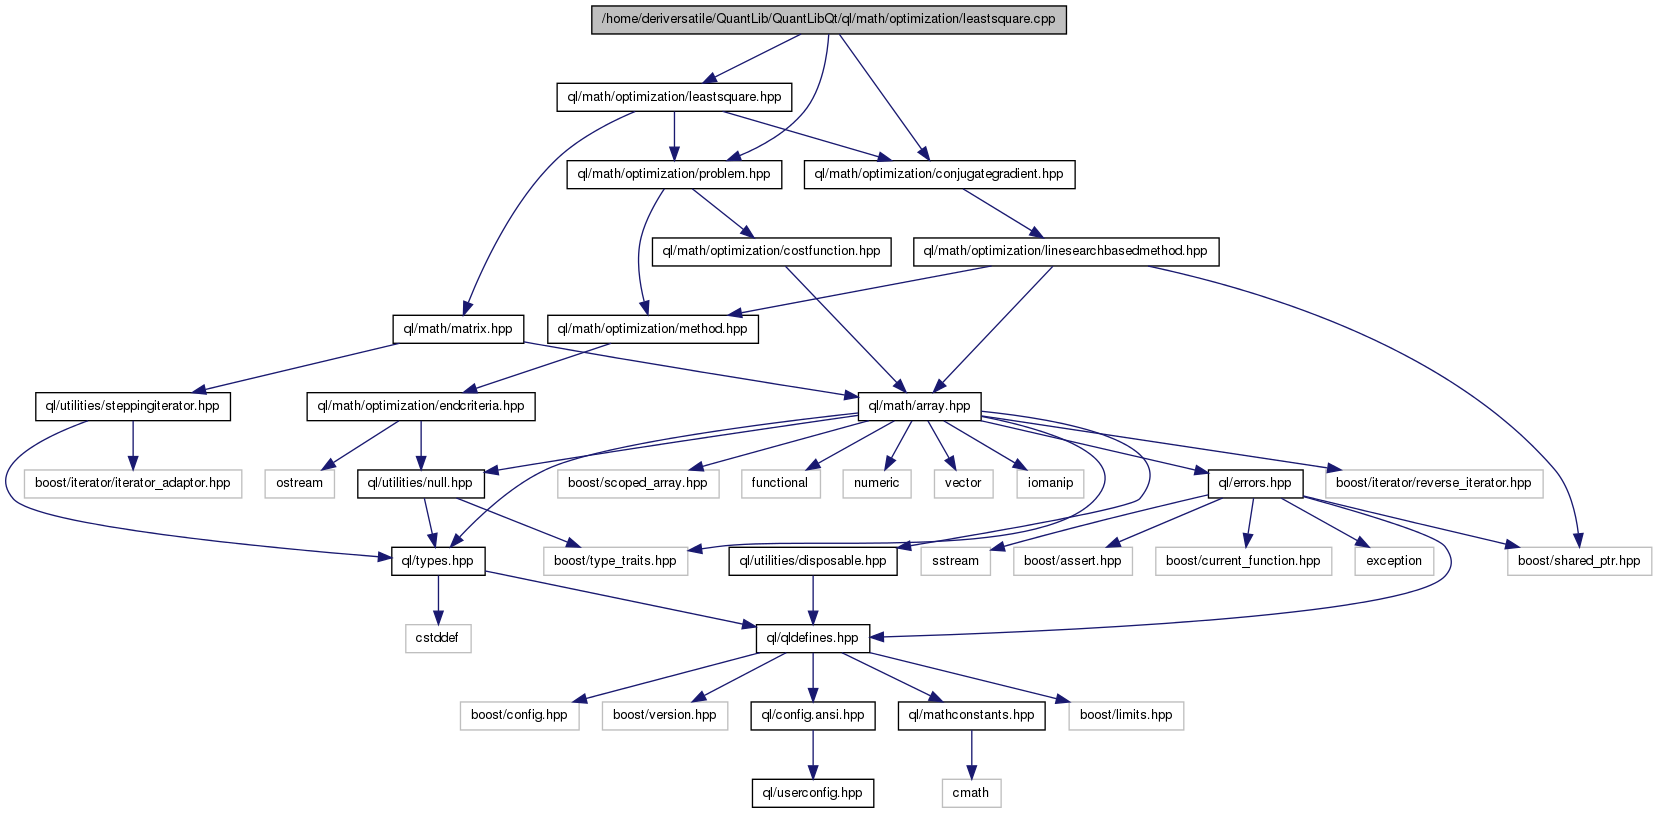 /home/deriversatile/QuantLib/QuantLibQt/ql/math/optimization/leastsquare.cpp
ql/math/optimization/leastsquare.hpp
ql/math/optimization/problem.hpp
ql/math/optimization/conjugategradient.hpp
ql/math/optimization/costfunction.hpp
ql/math/optimization/linesearchbasedmethod.hpp
ql/math/matrix.hpp
ql/math/optimization/method.hpp
ql/utilities/steppingiterator.hpp
ql/math/optimization/endcriteria.hpp
ql/math/array.hpp
boost/iterator/iterator_adaptor.hpp
ostream
ql/utilities/null.hpp
boost/scoped_array.hpp
functional
numeric
vector
iomanip
ql/errors.hpp
boost/iterator/reverse_iterator.hpp
ql/types.hpp
boost/type_traits.hpp
ql/utilities/disposable.hpp
sstream
boost/assert.hpp
boost/current_function.hpp
exception
boost/shared_ptr.hpp
cstddef
ql/qldefines.hpp
boost/config.hpp
boost/version.hpp
ql/config.ansi.hpp
ql/mathconstants.hpp
boost/limits.hpp
ql/userconfig.hpp
cmath